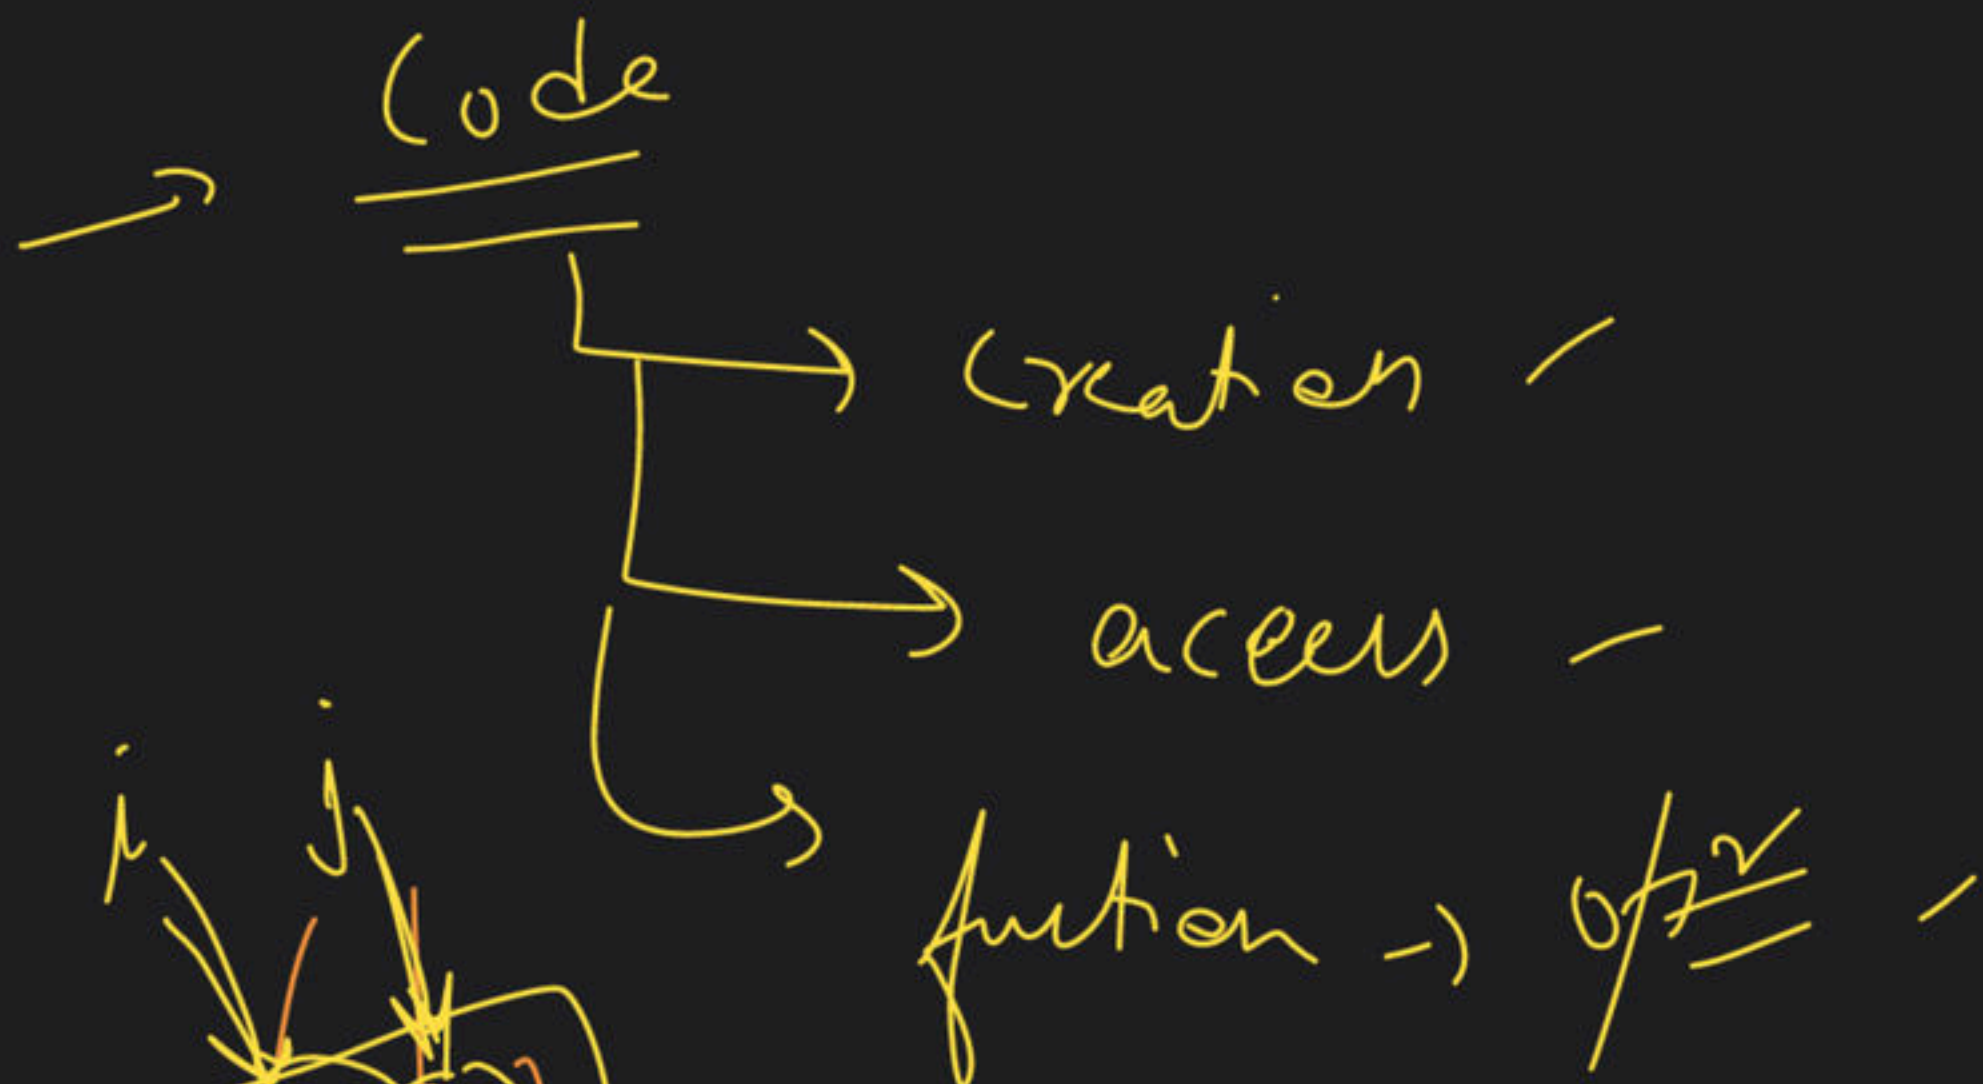 → Code
→ creation -
→ access -
i j
→ function →